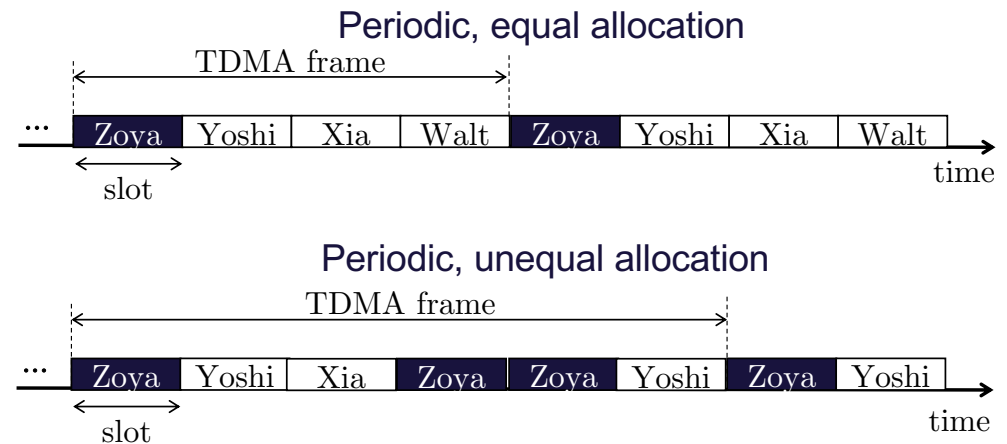 Periodic, equal allocation
TDMA frame
... Zoya Yoshi Xia Walt Zoya Yoshi Xia Walt
time
slot
Periodic, unequal allocation
TDMA frame
... Zoya Yoshi Xia Zoya Zoya Yoshi Zoya Yoshi
time
slot